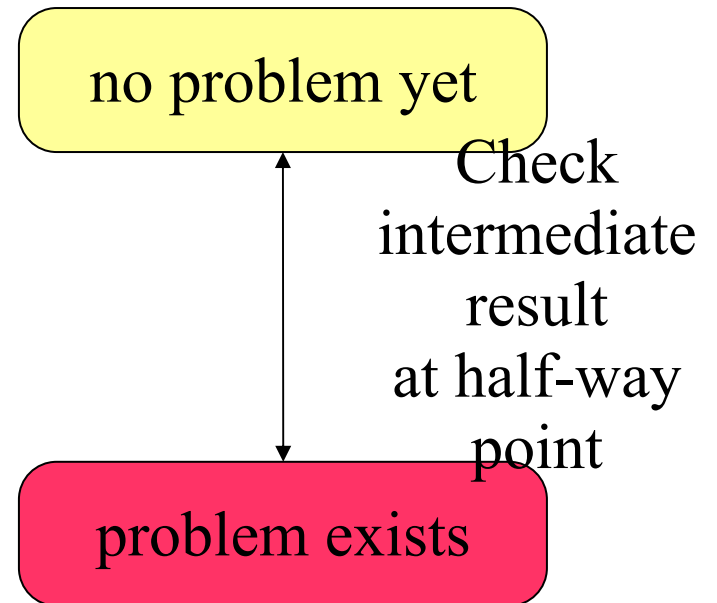 no problem yet
Check
intermediate
result
at half-way
point
problem exists